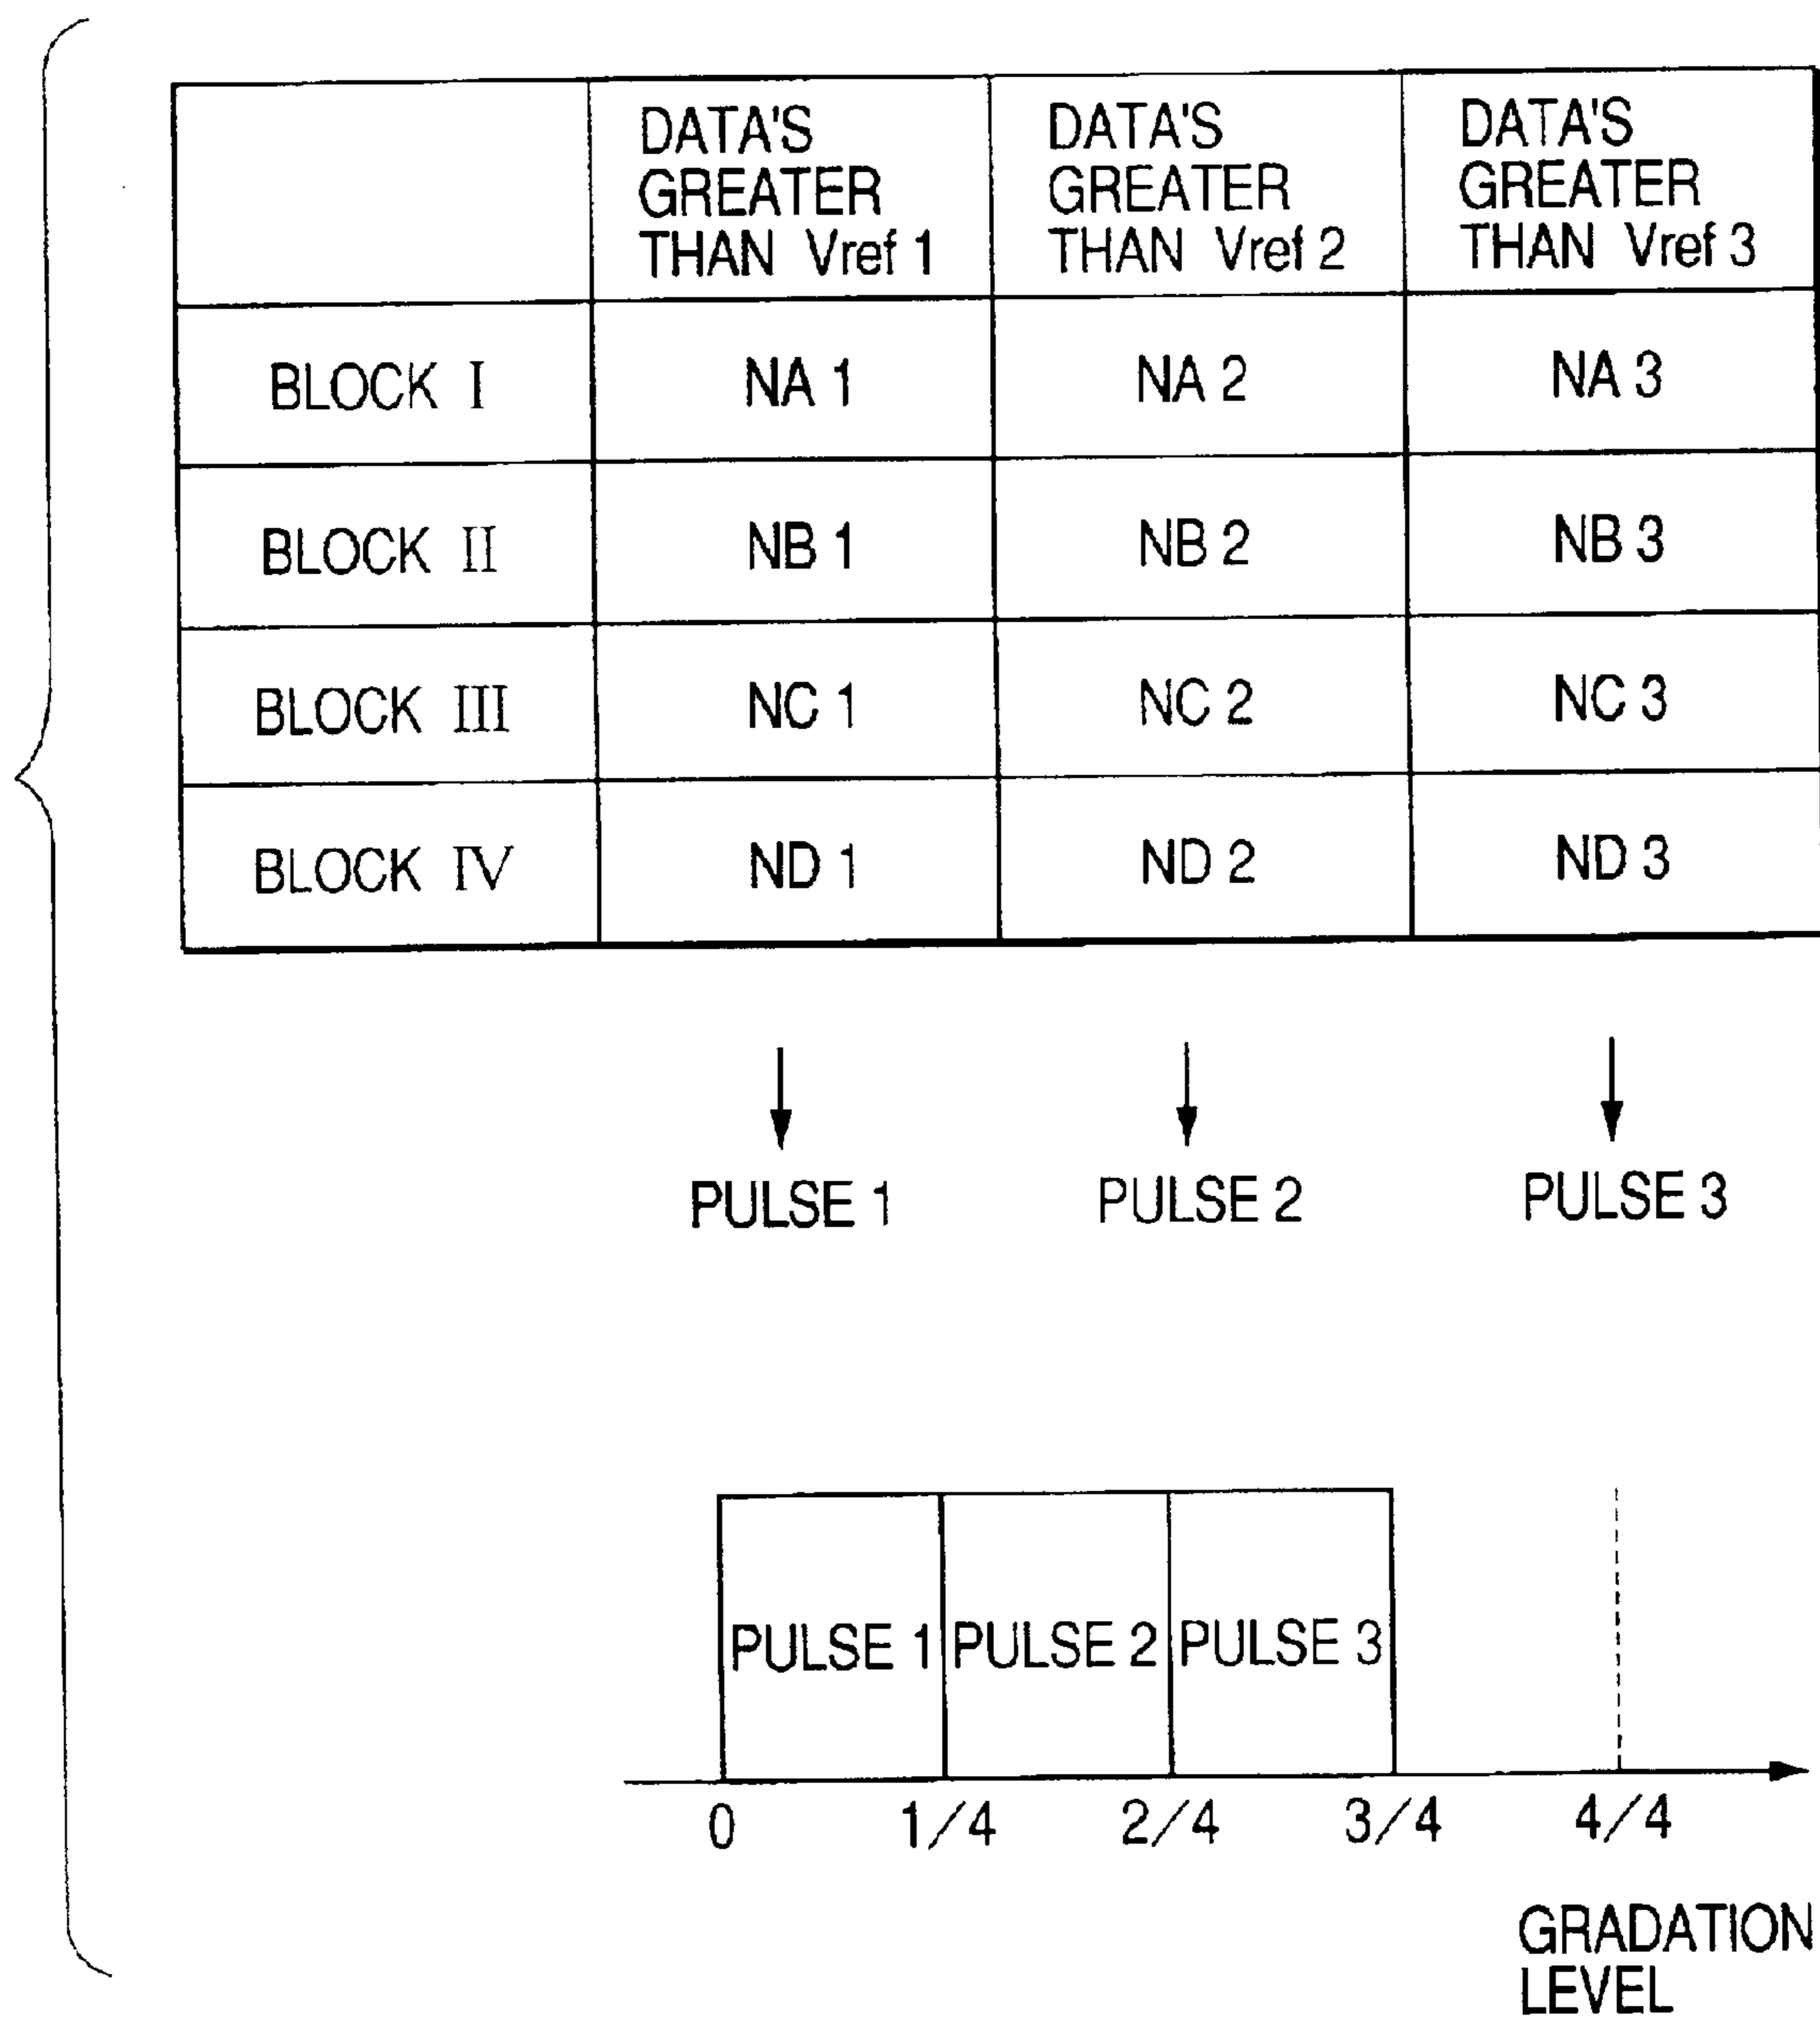 DATA'S GREATER THAN Vref 1
DATA'S GREATER THAN Vref 2
DATA'S GREATER THAN Vref 3
BLOCK I NA 1 NA 2 NA 3
BLOCK II NB 1 NB 2 NB 3
BLOCK III NC 1 NC 2 NC 3
BLOCK IV ND 1 ND 2 ND 3
PULSE 1 PULSE 2 PULSE 3
PULSE 1 PULSE 2 PULSE 3
0 1/4 2/4 3/4 4/4
GRADATION
LEVEL